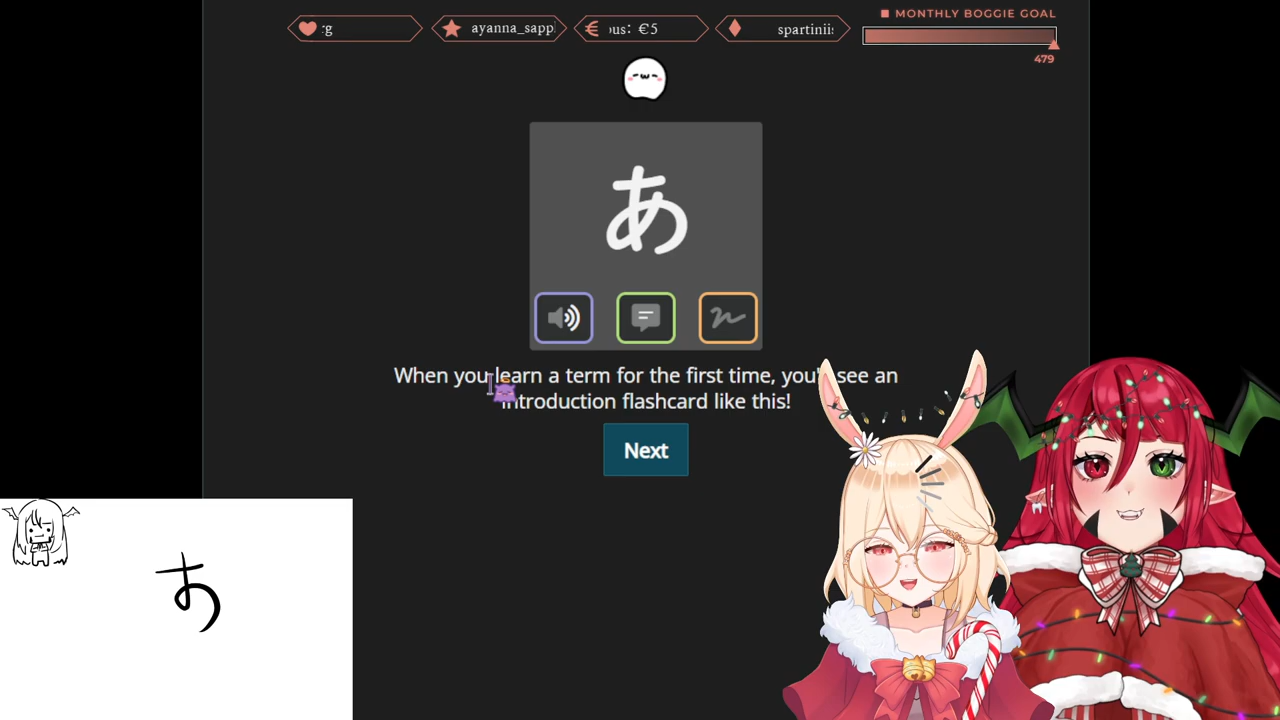 :g
ayanna_sapp
ous: €5
spartinii
MONTHLY BOGGIE GOAL
479
あ
When you learn a term for the first time, you'll see an
introduction flashcard like this!
Next
あ